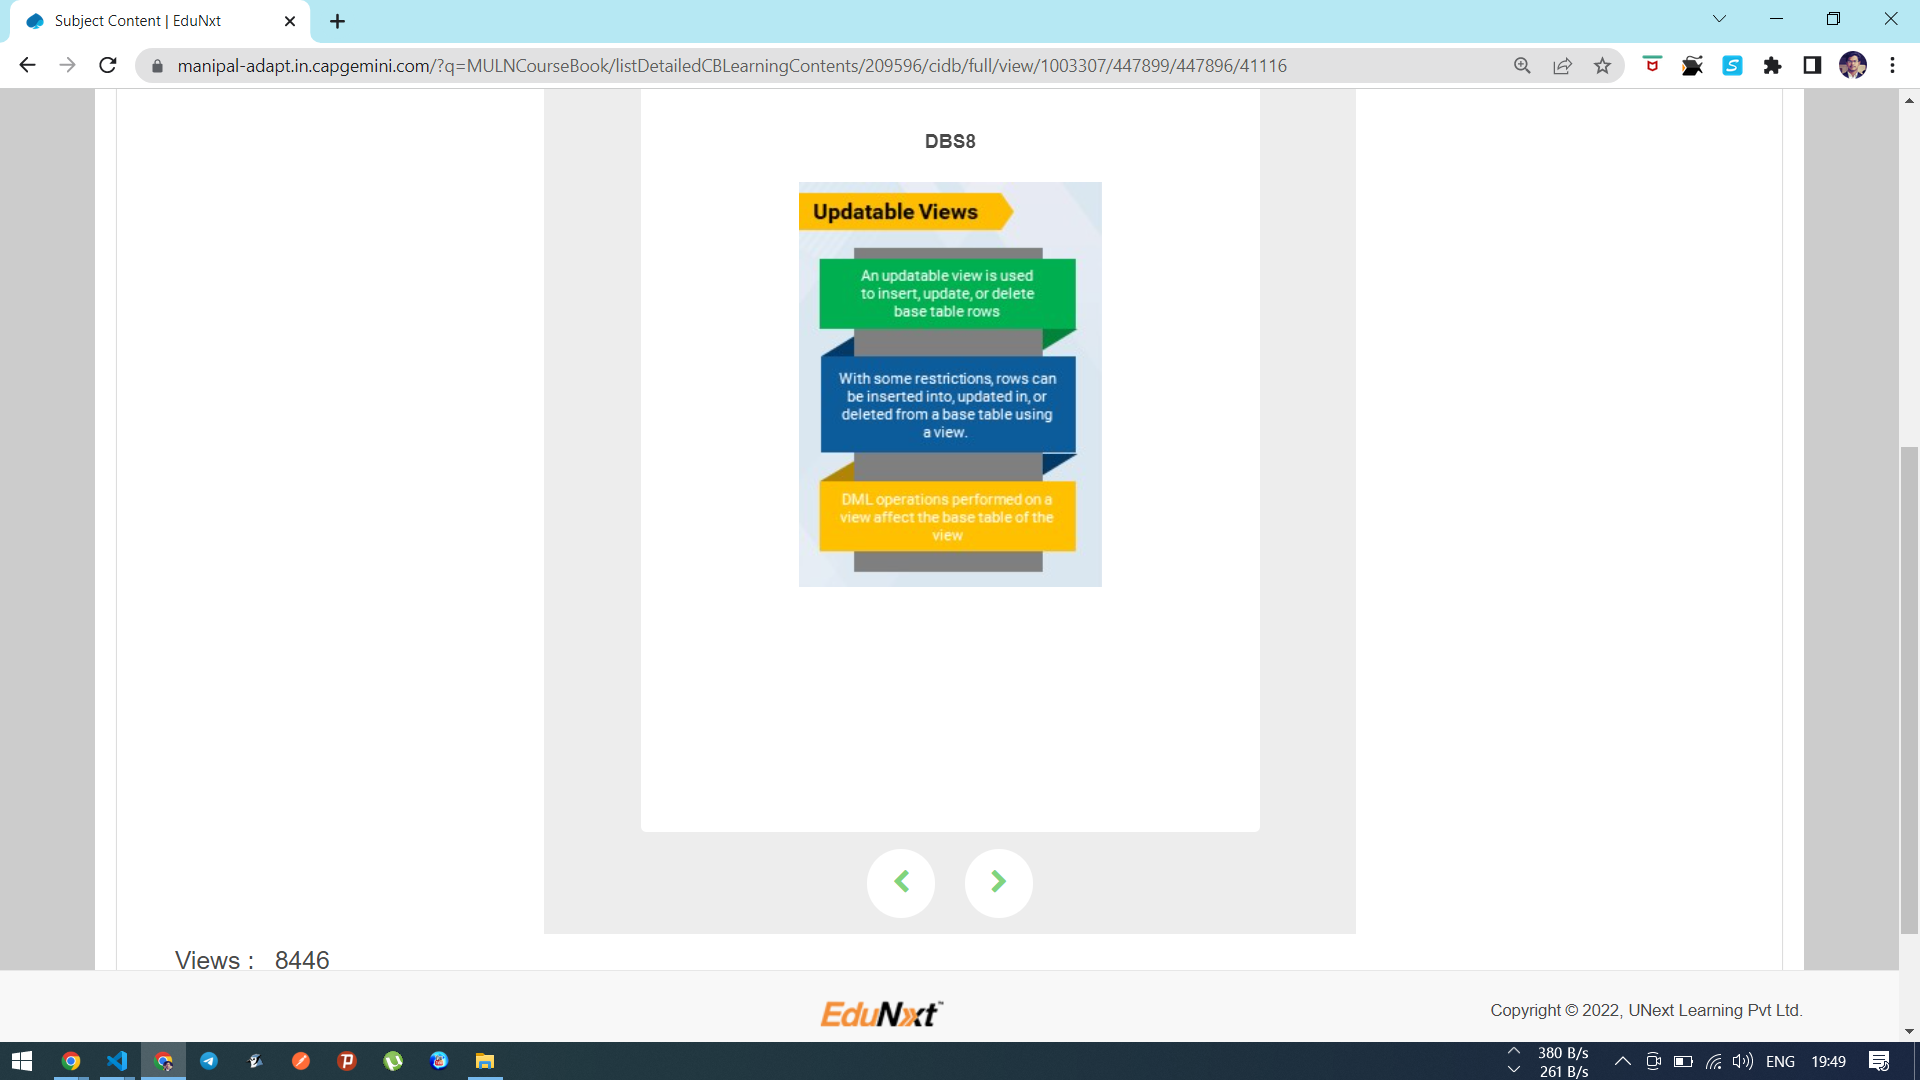 Subject Content | EduNxt
manipal-adapt.in.capgemini.com/?q=MULNCourseBook/listDetailedCBLearningContents/209596/cidb/full/view/1003307/447899/447896/41116
DBS8
Updatable Views
An updatable view is used
to insert, update, or delete
base table rows
With some restrictions, rows can
be inserted into, updated in, or
deleted from a base table using
a view.
DML operations performed on a
view affect the base table of the
view
Views : 8446
EduNxt
Copyright © 2022, UNext Learning Pvt Ltd.
380 B/s
261 B/s
ENG
19:49